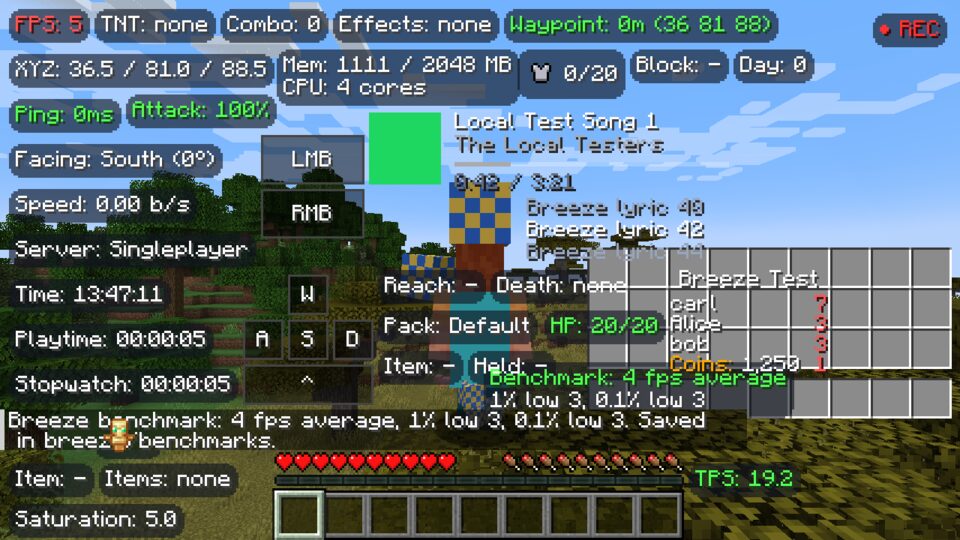 FPS: 5 TNT: none Combo: 0 Effects: none Waypoint: 0m (36 81 88) REC
XYZ: 36.5 / 81.0 / 88.5 Mem: 1111 / 2048 MB 0/20 Block: - Day: 0
CPU: 4 cores
Ping: 0ms Attack: 100%
Local Test Song 1
The Local Testers
Facing: South (0°) LMB
0:42 / 3:21
Speed: 0.00 b/s RMB
Breeze lyric 40
Breeze lyric 42
Breeze lyric 44
Server: Singleplayer
Breeze Test
Reach: - Death: none
Time: 13:47:11 W
carl 7
Alice 3
bob 3
Coins: 1,250 1
Pack: Default HP: 20/20
Playtime: 00:00:05 A S D
Item: - Held: -
Stopwatch: 00:00:05 ^
Benchmark: 4 fps average
1% low 3, 0.1% low 3
Breeze benchmark: 4 fps average, 1% low 3, 0.1% low 3. Saved
in breeze benchmarks.
Item: - Items: none TPS: 19.2
Saturation: 5.0